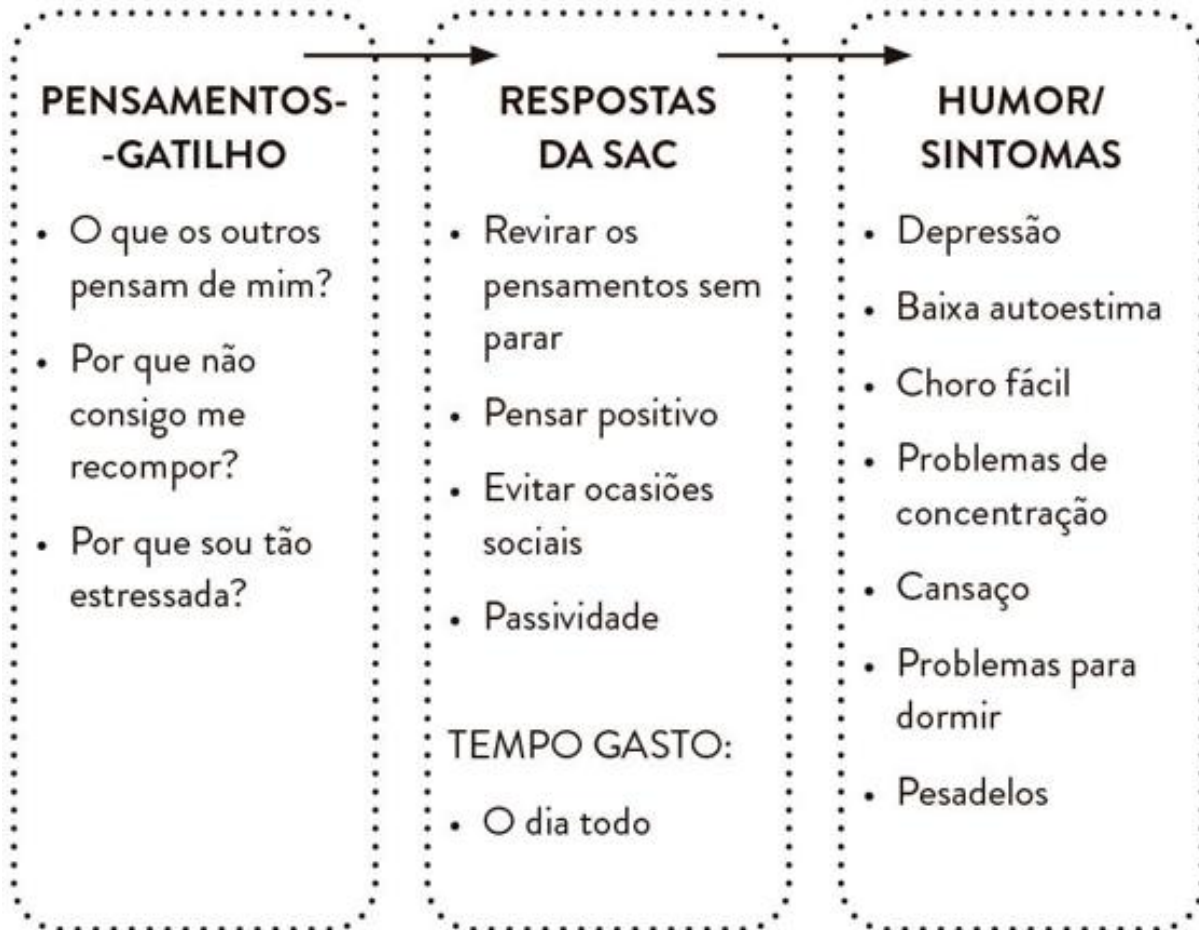 PENSAMENTOS-
-GATILHO
• O que os outros
pensam de mim?
• Por que não
consigo me
recompor?
• Por que sou tão
estressada?
RESPOSTAS
DA SAC
• Revirar os
pensamentos sem
parar
• Pensar positivo
• Evitar ocasiões
sociais
• Passividade
TEMPO GASTO:
• O dia todo
HUMOR/
SINTOMAS
• Depressão
• Baixa autoestima
• Choro fácil
• Problemas de
concentração
• Cansaço
• Problemas para
dormir
• Pesadelos